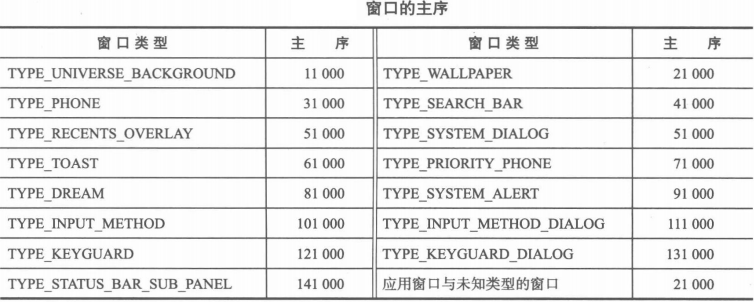 窗口的主序
窗口类型 主序 窗口类型 主序
TYPE_UNIVERSE_BACKGROUND 11 000 TYPE_WALLPAPER 21 000
TYPE_PHONE 31 000 TYPE_SEARCH_BAR 41 000
TYPE_RECENTS_OVERLAY 51 000 TYPE_SYSTEM_DIALOG 51 000
TYPE_TOAST 61 000 TYPE_PRIORITY_PHONE 71 000
TYPE_DREAM 81 000 TYPE_SYSTEM_ALERT 91 000
TYPE_INPUT_METHOD 101 000 TYPE_INPUT_METHOD_DIALOG 111 000
TYPE_KEYGUARD 121 000 TYPE_KEYGUARD_DIALOG 131 000
TYPE_STATUS_BAR_SUB_PANEL 141 000 应用窗口与未知类型的窗口 21 000